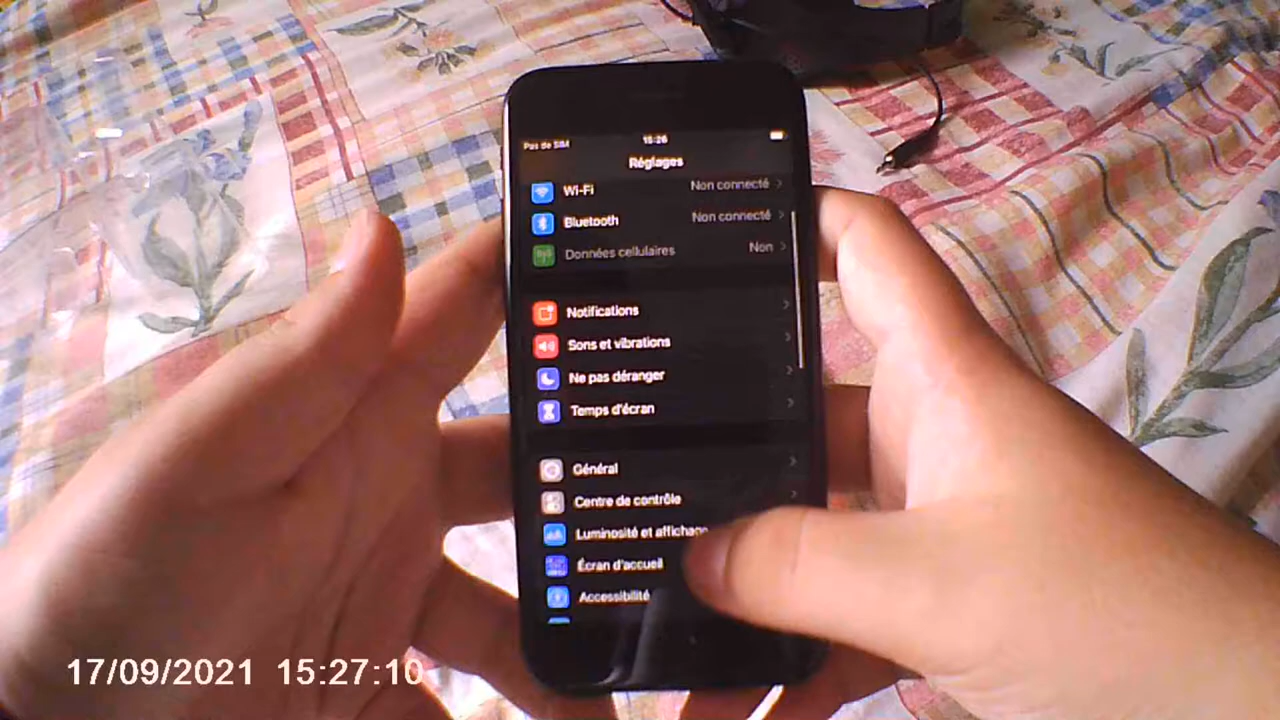 Pas de SIM 15:26
Réglages
Wi-Fi Non connecté
Bluetooth Non connecté
Données cellulaires Non
Notifications
Sons et vibrations
Ne pas déranger
Temps d'écran
Général
Centre de contrôle
Luminosité et affichage
Écran d'accueil
Accessibilité
17/09/2021 15:27:10